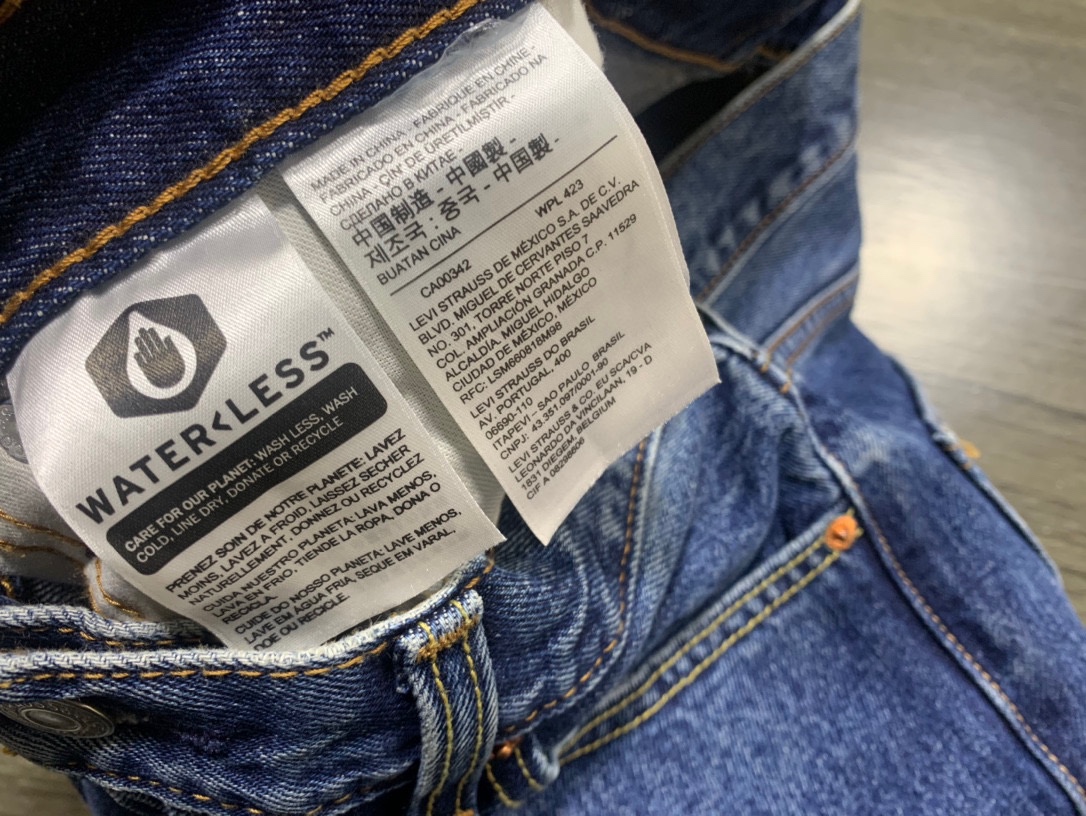 WATER<LESS™
CARE FOR OUR PLANET: WASH LESS, WASH
COLD, LINE DRY, DONATE OR RECYCLE
PRENEZ SOIN DE NOTRE PLANÈTE: LAVEZ
MOINS, LAVEZ A FROID, LAISSEZ SECHER
NATURELLEMENT. DONNEZ OU RECYCLEZ
CUIDA NUESTRO PLANETA: LAVA MENOS,
LAVA EN FRIO, TIENDE LA ROPA, DONA O
RECICLA.
CUIDE DO NOSSO PLANETA: LAVE MENOS,
LAVE EM ÁGUA FRIA, SEQUE EM VARAL,
DOE OU RECICLE.
MADE IN CHINA - FABRIQUE EN CHINE -
FABRICADO EN CHINA - FABRICADO NA
CHINA - ÇİN'DE ÜRETİLMİŞTİR -
СДЕЛАНО В КИТАЕ -
中国制造 - 中國製 -
제조국 : 중국 - 中国製 -
BUATAN CINA
CA00342 WPL 423
LEVI STRAUSS DE MÉXICO S.A. DE C.V.
BLVD. MIGUEL DE CERVANTES SAAVEDRA
NO. 301, TORRE NORTE PISO 7
COL. AMPLIACIÓN GRANADA C.P. 11529
ALCALDÍA. MIGUEL HIDALGO
CIUDAD DE MÉXICO, MÉXICO
RFC: LSM660818M98
LEVI STRAUSS DO BRASIL
AV. PORTUGAL, 400
06690-110
ITAPEVI - SAO PAULO BRASIL
CNPJ: 43.351.097/0001-90
LEVI STRAUSS & CO. EU SCA/CVA
LEONARDO DA VINCILAAN, 19 - D
1831 DIEGEM, BELGIUM
CIF A 08298606